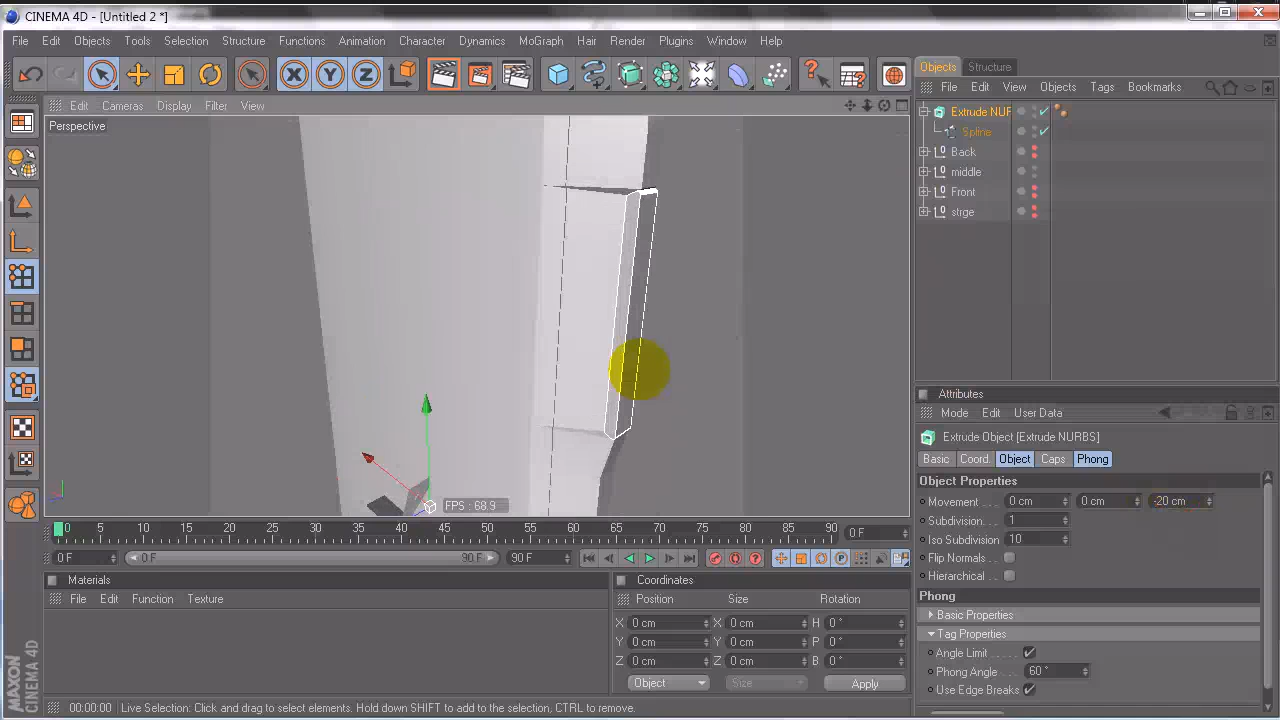 CINEMA 4D - [Untitled 2 *]
File Edit Objects Tools Selection Structure Functions Animation Character Dynamics MoGraph Hair Render Plugins Window Help
X Y Z
Objects Structure
File Edit View Objects Tags Bookmarks
Edit Cameras Display Filter View
Perspective
Extrude NUF
Spline
Back
middle
Front
strge
Attributes
Mode Edit User Data
Extrude Object [Extrude NURBS]
Basic Coord. Object Caps Phong
Object Properties
Movement 0 cm 0 cm -20 cm
Subdivision 1
Iso Subdivision 10
Flip Normals
Hierarchical
Phong
Basic Properties
Tag Properties
Angle Limit
Phong Angle 60 °
Use Edge Breaks
FPS : 68.9
0 5 10 15 20 25 30 35 40 45 50 55 60 65 70 75 80 85 90 0 F
0 F 0 F 90 F 90 F
Materials
File Edit Function Texture
Coordinates
Position Size Rotation
X 0 cm X 0 cm H 0 °
Y 0 cm Y 0 cm P 0 °
Z 0 cm Z 0 cm B 0 °
Object Size Apply
MAXON
CINEMA 4D
00:00:00 Live Selection: Click and drag to select elements. Hold down SHIFT to add to the selection, CTRL to remove.